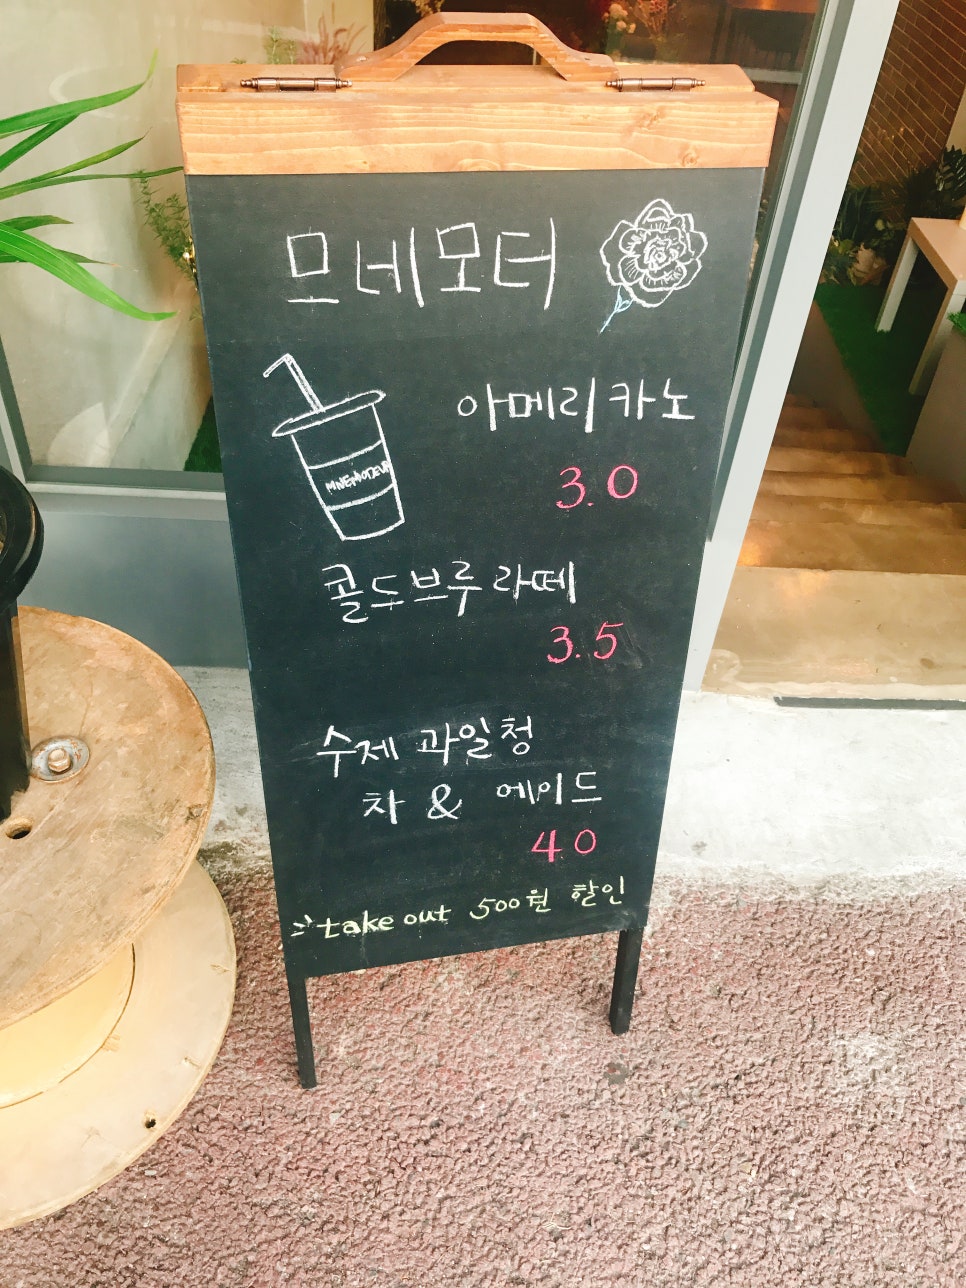 모네모터
MNEMOTEUR
아메리카노
3.0
콜드브루 라떼
3.5
수제 과일청
차 & 에이드
4.0
take out 500원 할인